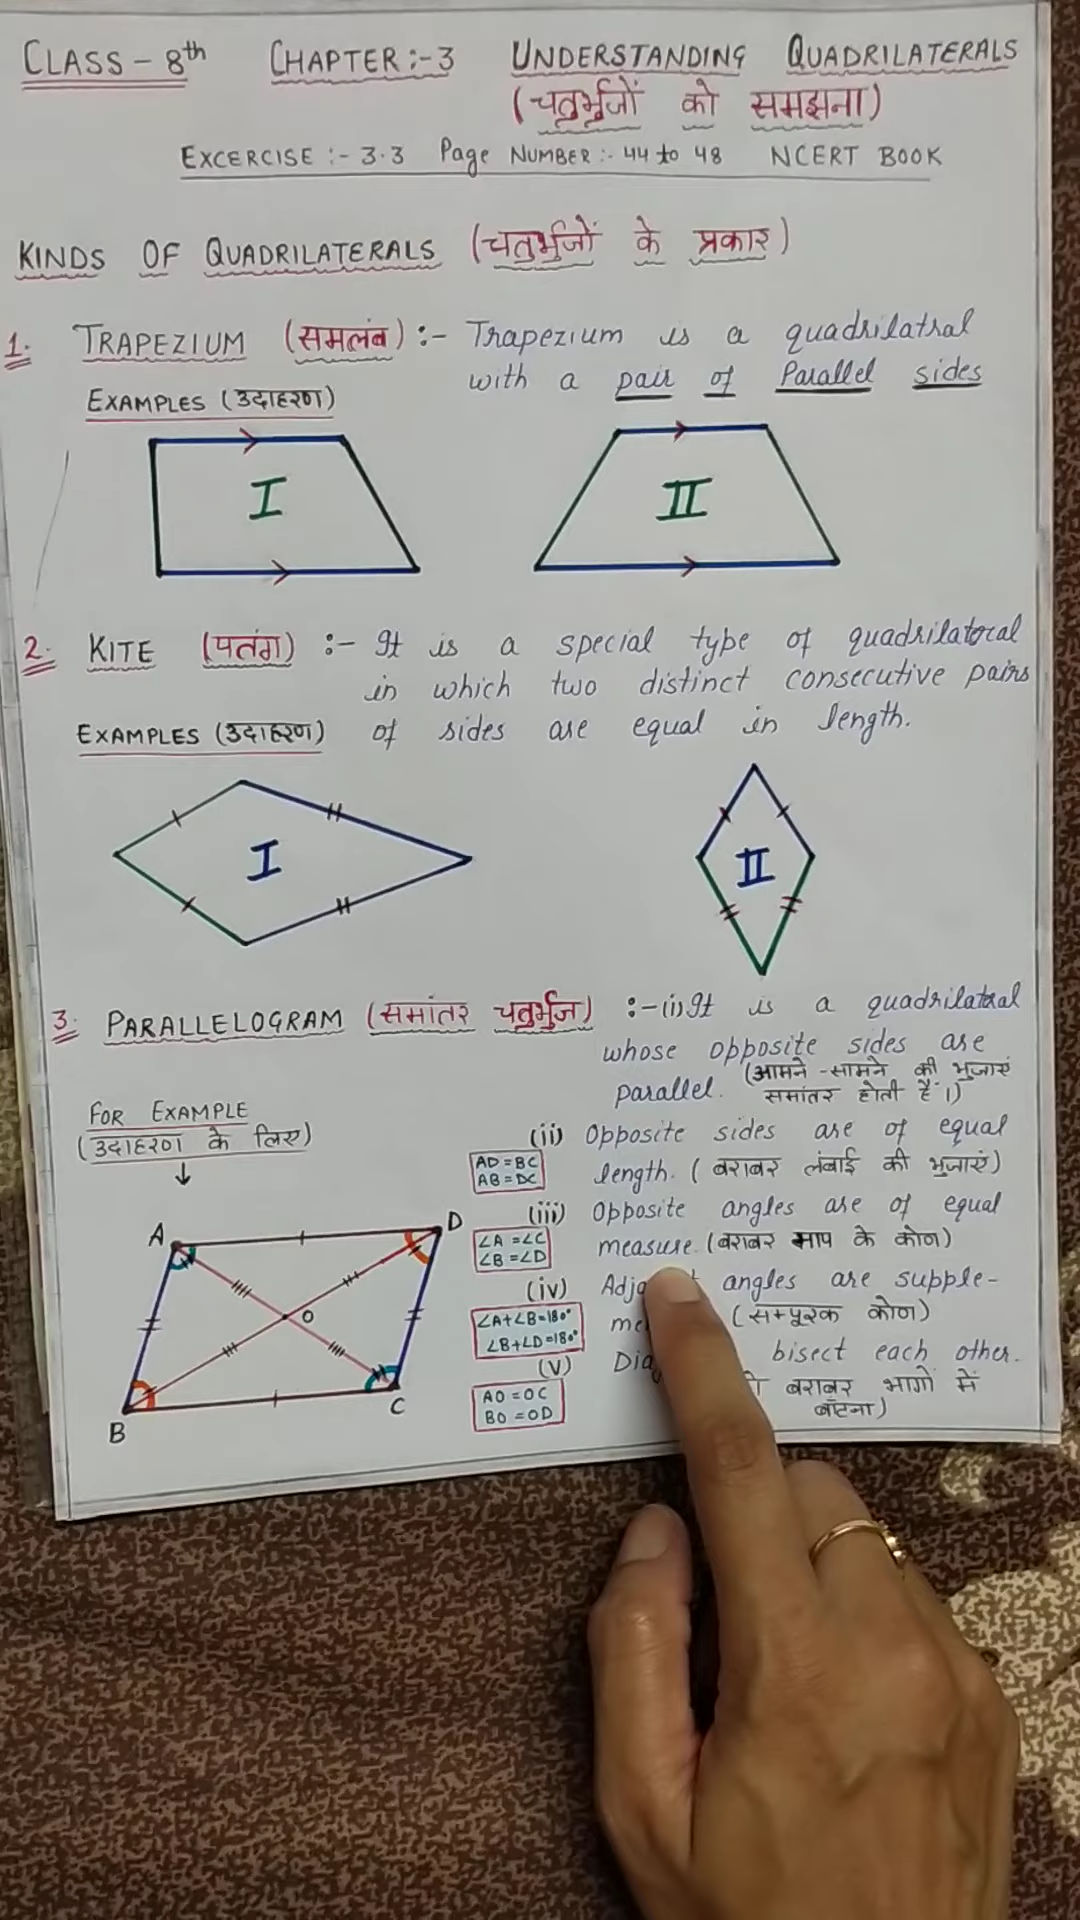 CLASS - 8th CHAPTER:-3 UNDERSTANDING QUADRILATERALS
(चतुर्भुजों को समझना)
EXCERCISE :- 3.3 Page NUMBER:- 44 to 48 NCERT BOOK
KINDS OF QUADRILATERALS (चतुर्भुजों के प्रकार)
1. TRAPEZIUM (समलंब) :- Trapezium is a quadrilatral
with a pair of Parallel sides
EXAMPLES (उदाहरण)
I
II
2. KITE (पतंग) :- It is a special type of quadrilateral
in which two distinct consecutive pairs
EXAMPLES (उदाहरण) of sides are equal in length.
I
II
3. PARALLELOGRAM (समांतर चतुर्भुज) :-(i) It is a quadrilatral
whose opposite sides are
parallel. (आमने-सामने की भुजाएं
समांतर होती हैं।)
FOR EXAMPLE
(उदाहरण के लिए)
(ii) Opposite sides are of equal
length. (बराबर लंबाई की भुजाएं)
AD=BC
AB=DC
(iii) Opposite angles are of equal
measure. (बराबर माप के कोण)
∠A=∠C
∠B=∠D
(iv) angles are supple-
(सम्पूरक कोण)
∠A+∠B=180°
∠B+∠D=180°
(v) bisect each other.
बराबर भागों में
बाँटना)
AO=OC
BO=OD
A
D
O
B
C